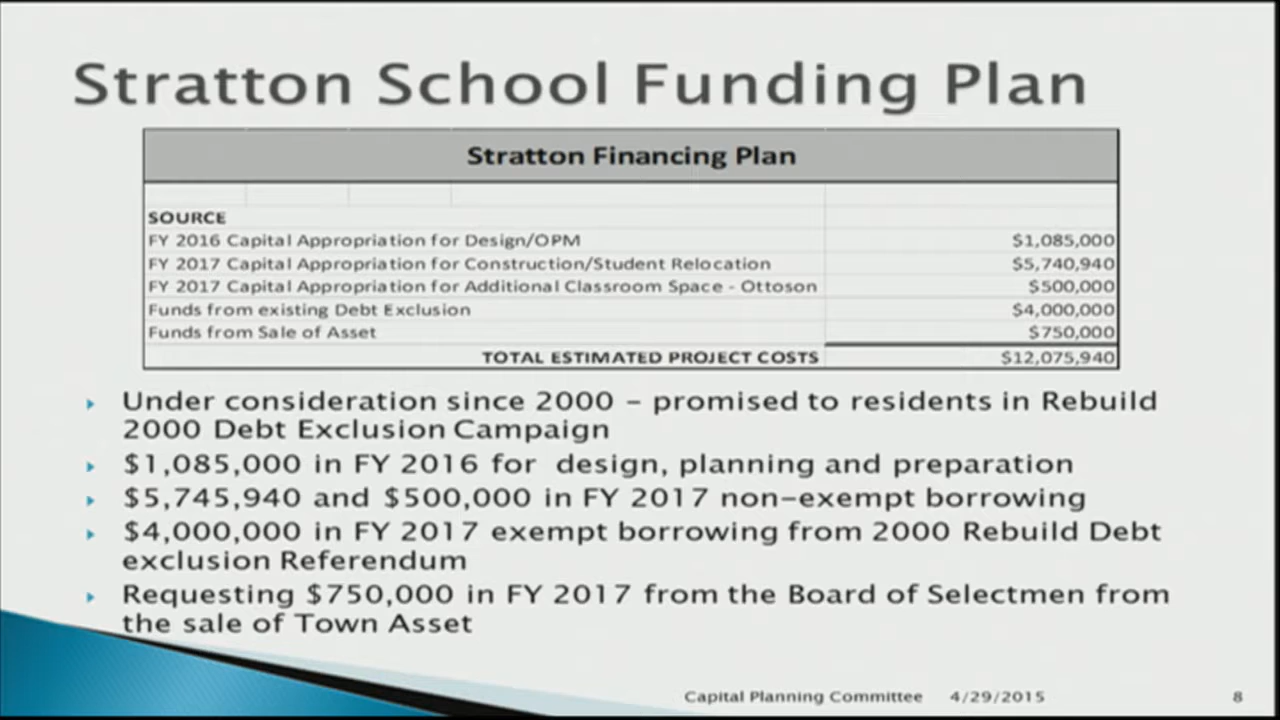 Stratton School Funding Plan
Stratton Financing Plan
SOURCE
FY 2016 Capital Appropriation for Design/OPM $1,085,000
FY 2017 Capital Appropriation for Construction/Student Relocation $5,740,940
FY 2017 Capital Appropriation for Additional Classroom Space - Ottoson $500,000
Funds from existing Debt Exclusion $4,000,000
Funds from Sale of Asset $750,000
TOTAL ESTIMATED PROJECT COSTS $12,075,940
Under consideration since 2000 – promised to residents in Rebuild
2000 Debt Exclusion Campaign
$1,085,000 in FY 2016 for design, planning and preparation
$5,745,940 and $500,000 in FY 2017 non-exempt borrowing
$4,000,000 in FY 2017 exempt borrowing from 2000 Rebuild Debt
exclusion Referendum
Requesting $750,000 in FY 2017 from the Board of Selectmen from
the sale of Town Asset
Capital Planning Committee 4/29/2015 8